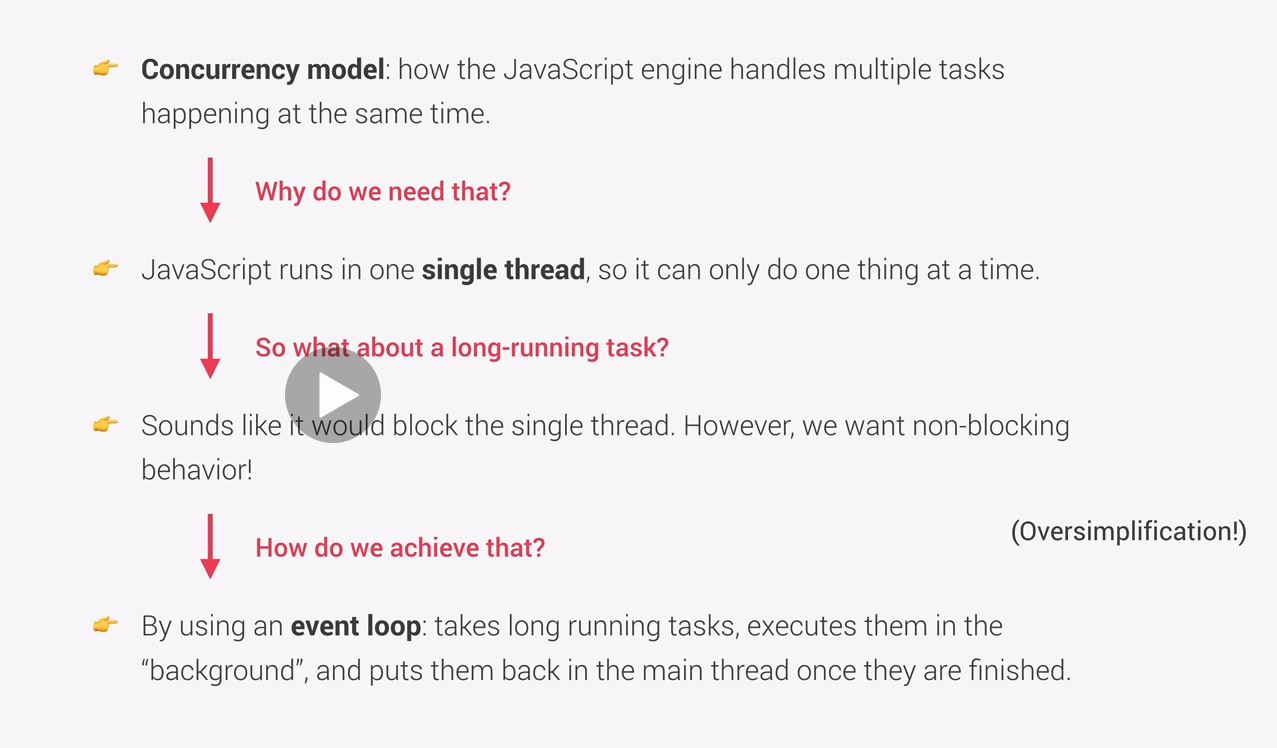 Concurrency model: how the JavaScript engine handles multiple tasks
happening at the same time.
Why do we need that?
JavaScript runs in one single thread, so it can only do one thing at a time.
So what about a long-running task?
Sounds like it would block the single thread. However, we want non-blocking
behavior!
(Oversimplification!)
How do we achieve that?
By using an event loop: takes long running tasks, executes them in the
“background”, and puts them back in the main thread once they are finished.